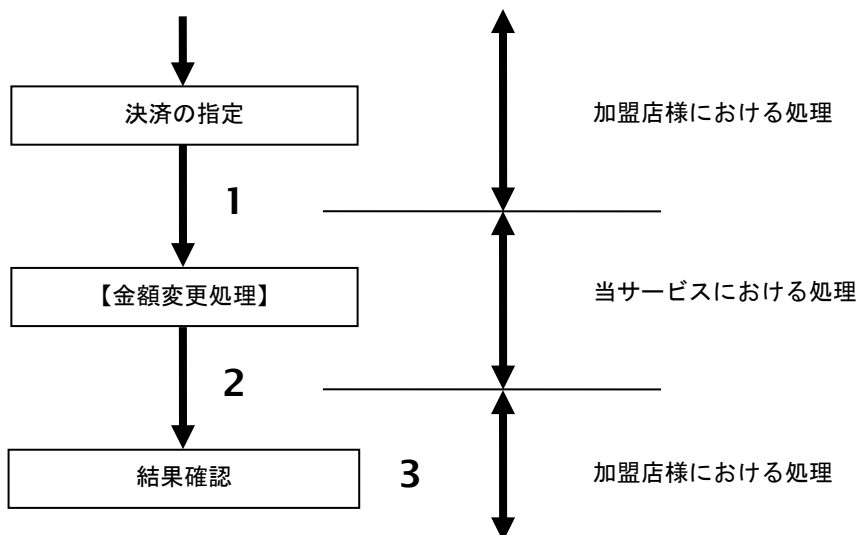 決済の指定
加盟店様における処理
1
【金額変更処理】
当サービスにおける処理
2
結果確認
3
加盟店様における処理